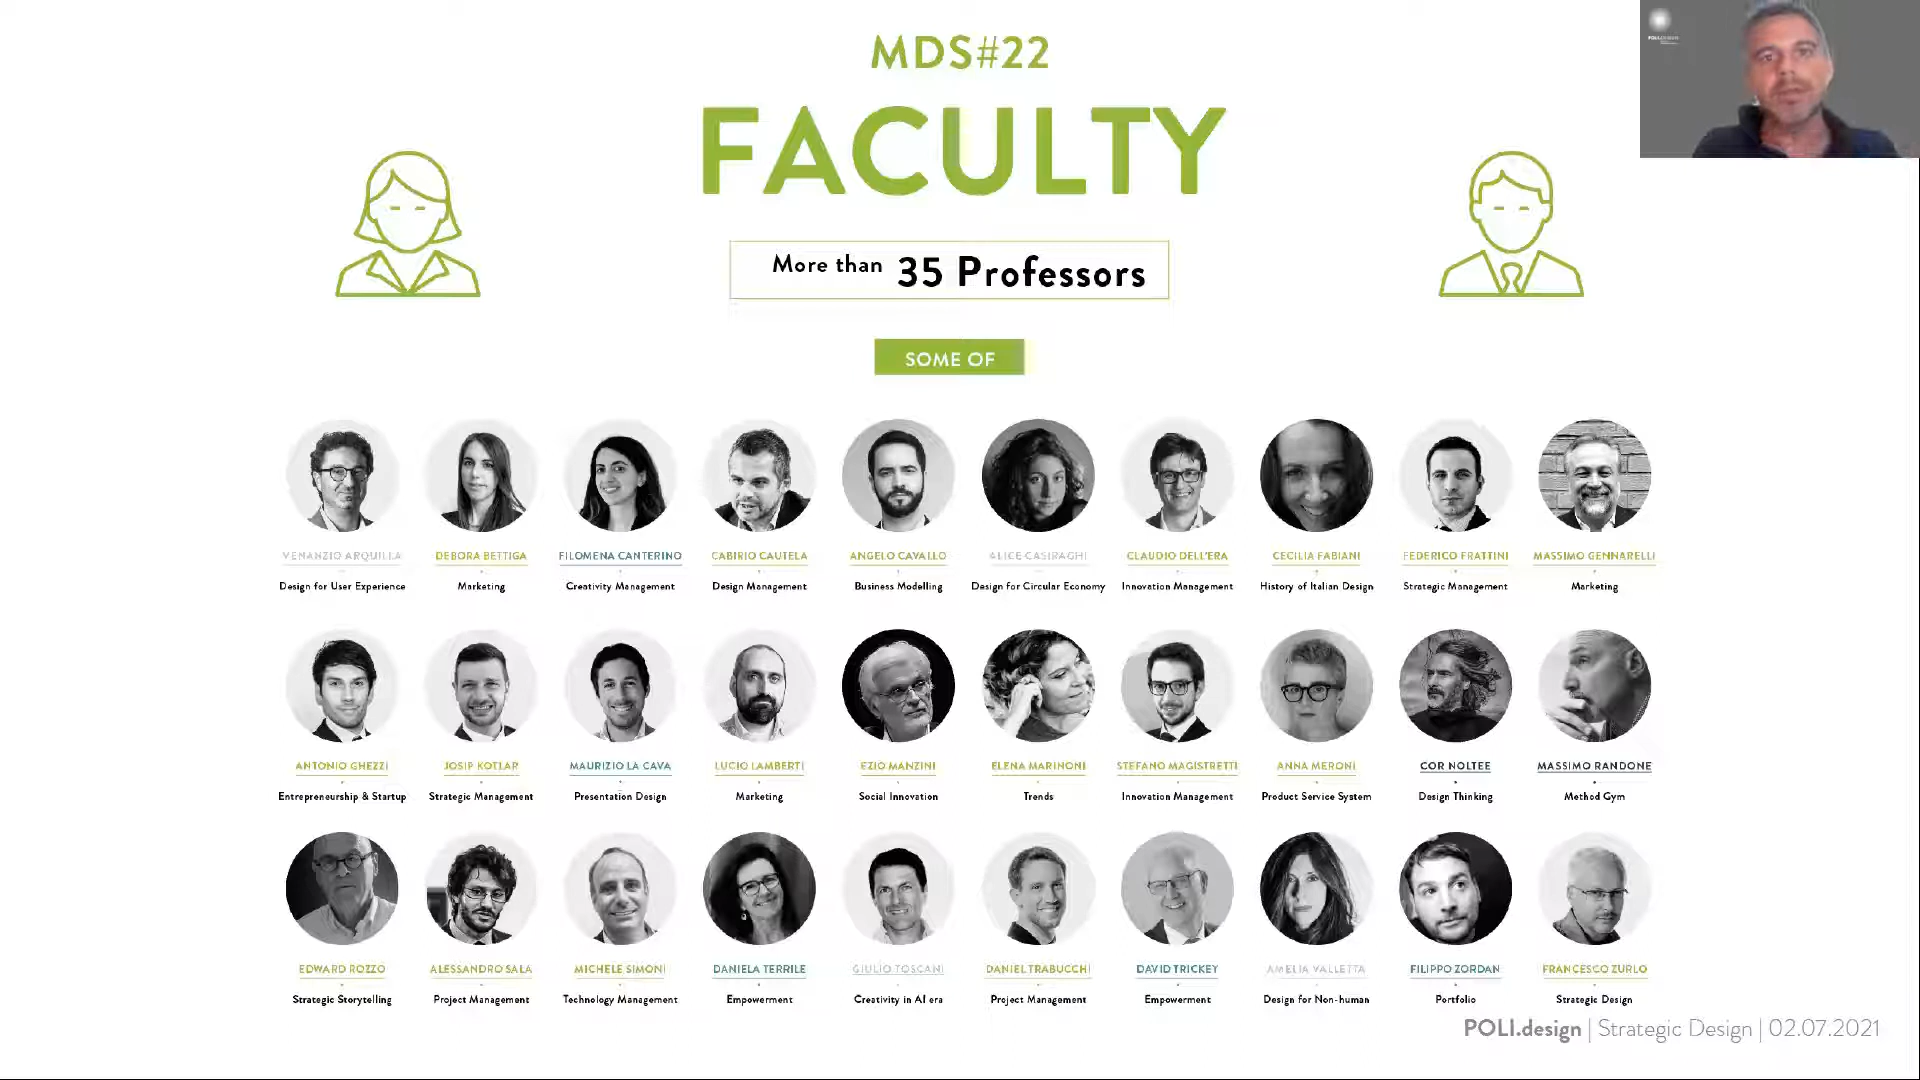 MDS#22
FACULTY
More than 35 Professors
SOME OF
VENANZIO ARQUILLA DEBORA BETTIGA FILOMENA CANTERINO CABIRIO CAUTELA ANGELO CAVALLO ALICE CASIRAGHI CLAUDIO DELL'ERA CECILIA FABIANI FEDERICO FRATTINI MASSIMO GENNARELLI
Design for User Experience Marketing Creativity Management Design Management Business Modelling Design for Circular Economy Innovation Management History of Italian Design Strategic Management Marketing
ANTONIO GHEZZI JOSIP KOTLAR MAURIZIO LA CAVA LUCIO LAMBERTI EZIO MANZINI ELENA MARINONI STEFANO MAGISTRETTI ANNA MERONI COR NOLTEE MASSIMO RANDONE
Entrepreneurship & Startup Strategic Management Presentation Design Marketing Social Innovation Trends Innovation Management Product Service System Design Thinking Method Gym
EDWARD ROZZO ALESSANDRO SALA MICHELE SIMONI DANIELA TERRILE GIULIO TOSCANI DANIEL TRABUCCHI DAVID TRICKEY AMELIA VALLETTA FILIPPO ZORDAN FRANCESCO ZURLO
Strategic Storytelling Project Management Technology Management Empowerment Creativity in AI era Project Management Empowerment Design for Non-human Portfolio Strategic Design
POLI.design | Strategic Design | 02.07.2021